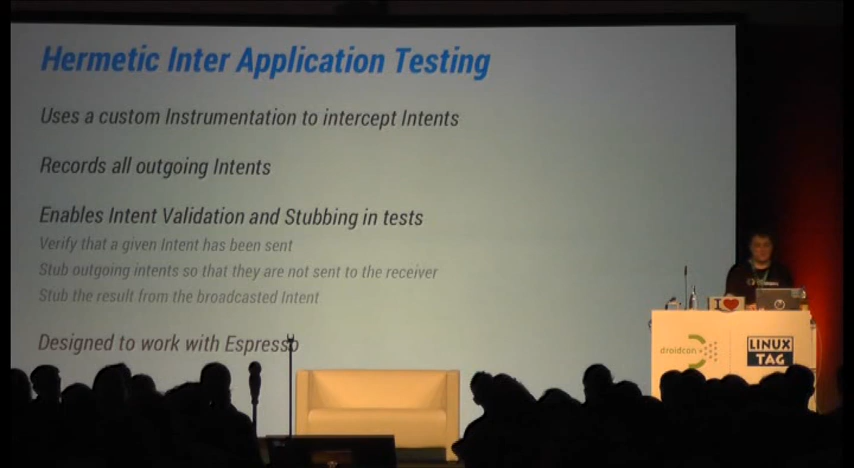 Hermetic Inter Application Testing
Uses a custom Instrumentation to intercept Intents
Records all outgoing Intents
Enables Intent Validation and Stubbing in tests
Verify that a given Intent has been sent
Stub outgoing intents so that they are not sent to the receiver
Stub the result from the broadcasted Intent
Designed to work with Espresso
I
droidcon
LINUX
TAG